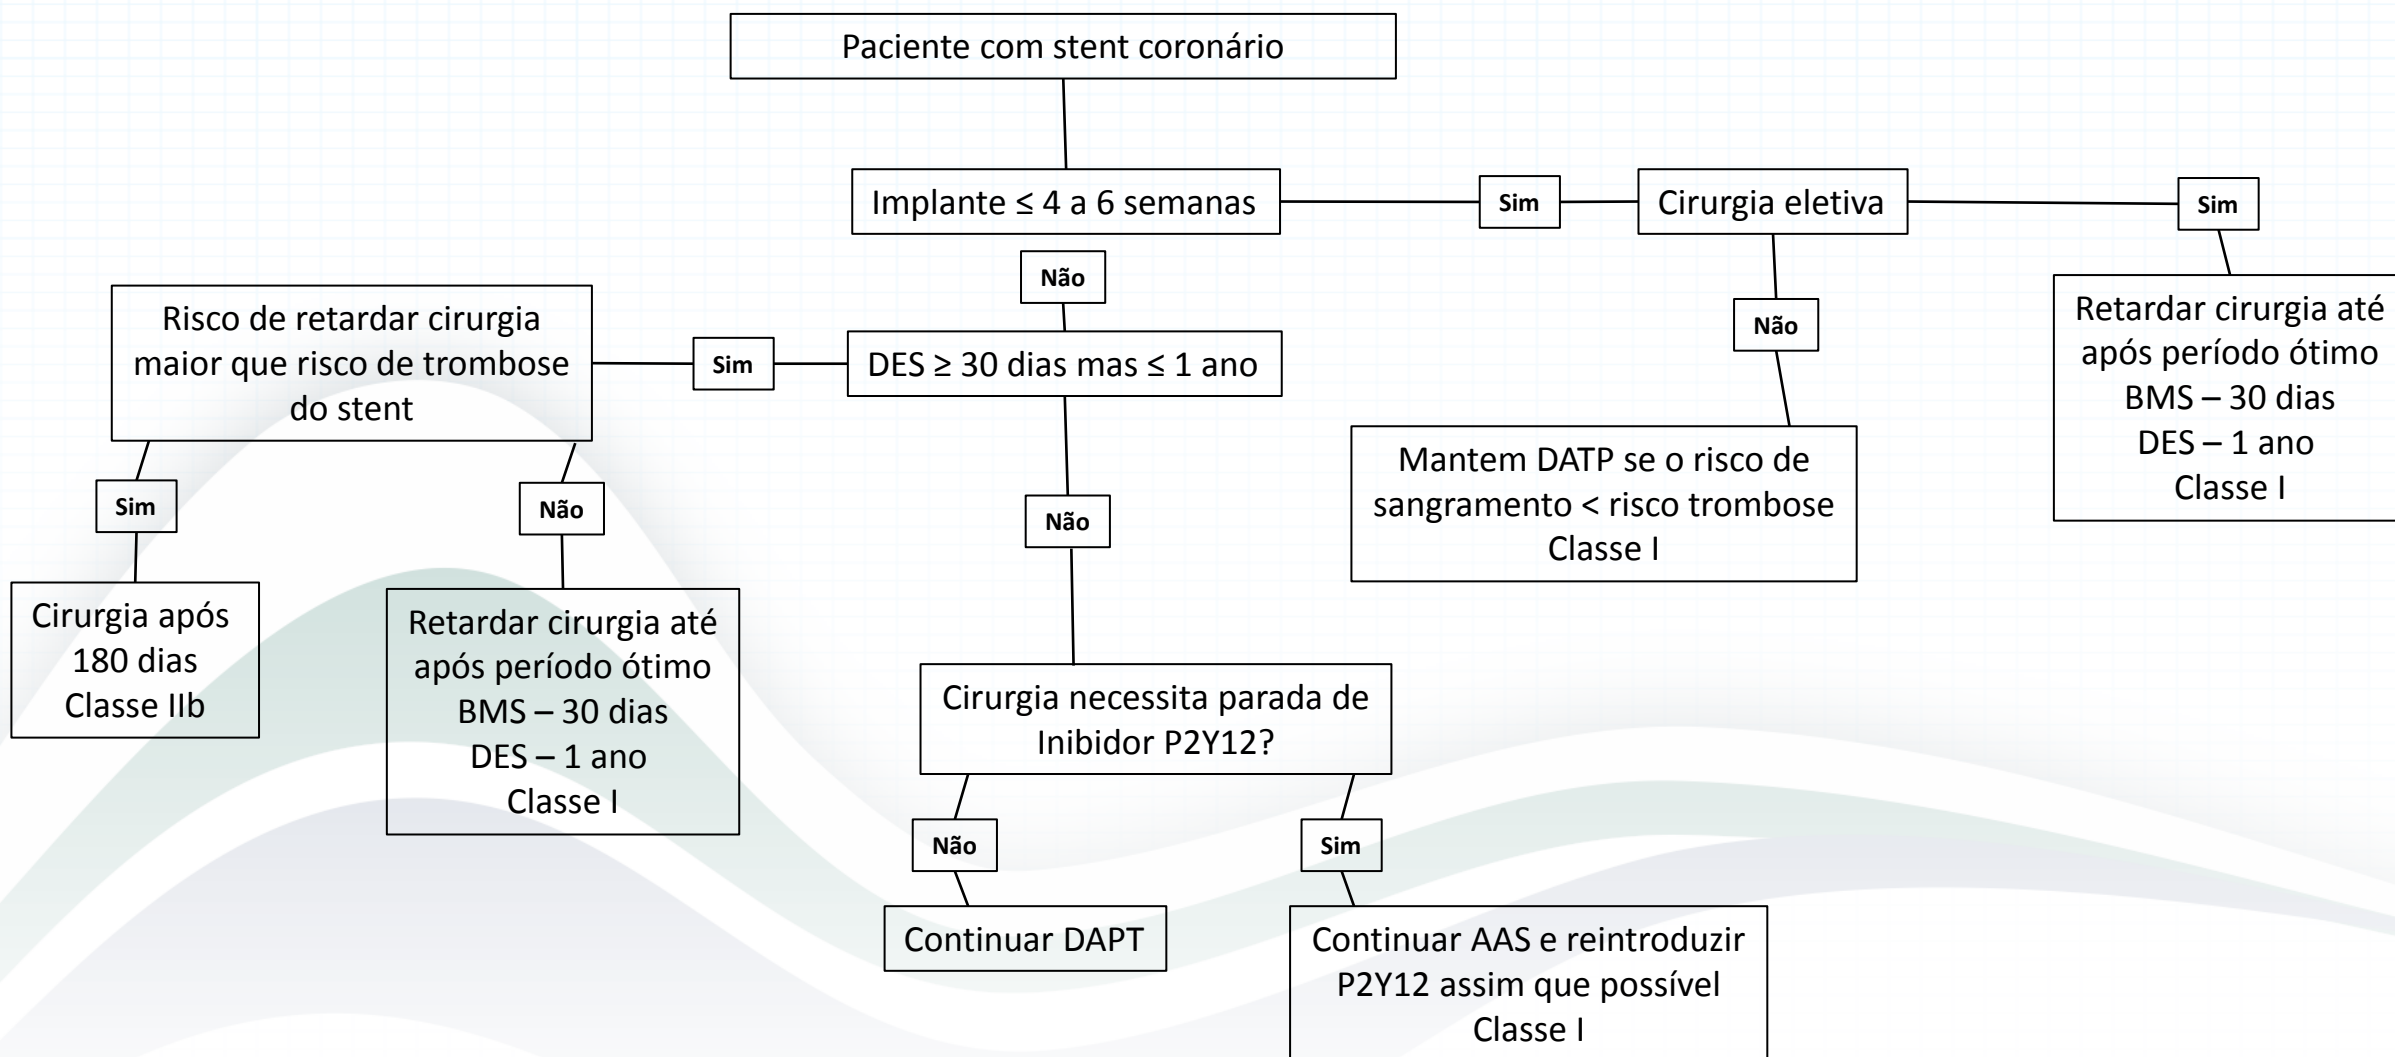 Paciente com stent coronário
Implante ≤ 4 a 6 semanas
Sim
Cirurgia eletiva
Sim
Não
Risco de retardar cirurgia
maior que risco de trombose
do stent
Sim
DES ≥ 30 dias mas ≤ 1 ano
Não
Retardar cirurgia até
após período ótimo
BMS – 30 dias
DES – 1 ano
Classe I
Mantem DATP se o risco de
sangramento < risco trombose
Classe I
Sim
Não
Não
Cirurgia após
180 dias
Classe IIb
Retardar cirurgia até
após período ótimo
BMS – 30 dias
DES – 1 ano
Classe I
Cirurgia necessita parada de
Inibidor P2Y12?
Não
Sim
Continuar DAPT
Continuar AAS e reintroduzir
P2Y12 assim que possível
Classe I